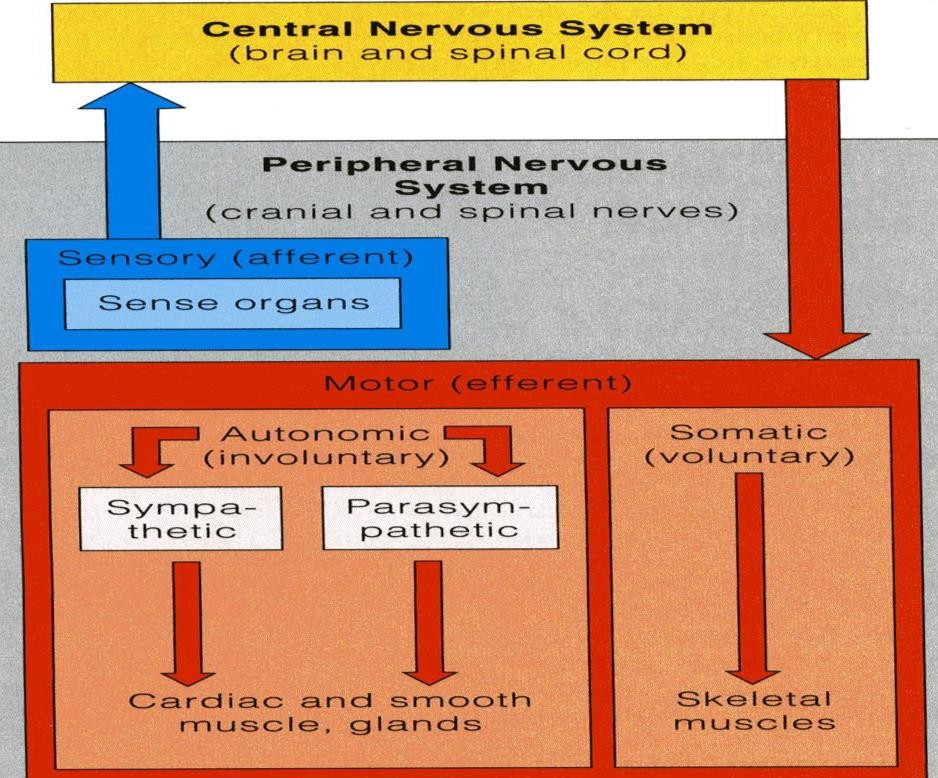 Central Nervous System
(brain and spinal cord)
Peripheral Nervous
System
(cranial and spinal nerves)
Sensory (afferent)
Sense organs
Motor (efferent)
Autonomic
(involuntary)
Sympa-
thetic
Parasym-
pathetic
Cardiac and smooth
muscle, glands
Somatic
(voluntary)
Skeletal
muscles